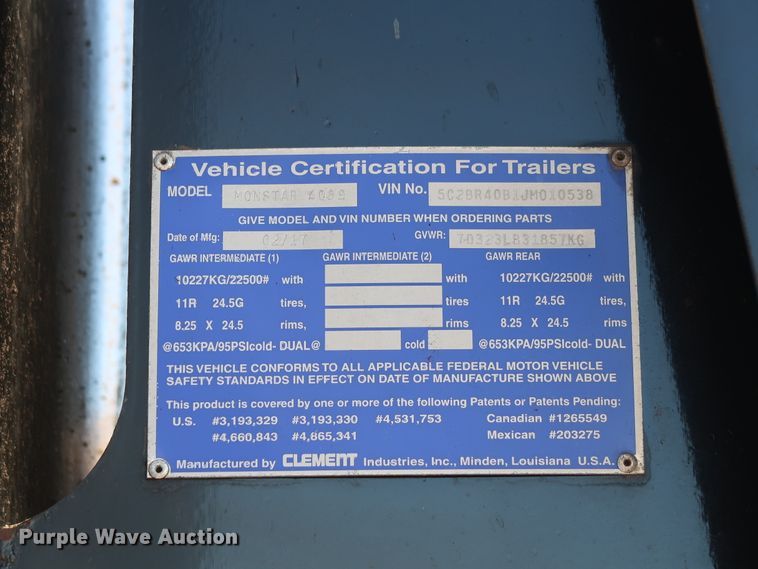 Vehicle Certification For Trailers
MODEL MONSTAR VIN No. 5C2BR40B1JM010538
GIVE MODEL AND VIN NUMBER WHEN ORDERING PARTS
Date of Mfg: 02/17 GVWR: 70323LB31857KG
GAWR INTERMEDIATE (1) GAWR INTERMEDIATE (2) GAWR REAR
10227KG/22500# with with 10227KG/22500# with
11R 24.5G tires, tires, 11R 24.5G tires,
8.25 X 24.5 rims rims 8.25 X 24.5 rims
@653KPA/95PSIcold- DUAL@ cold @653KPA/95PSIcold- DUAL
THIS VEHICLE CONFORMS TO ALL APPLICABLE FEDERAL MOTOR VEHICLE
SAFETY STANDARDS IN EFFECT ON DATE OF MANUFACTURE SHOWN ABOVE
This product is covered by one or more of the following Patents or Patents Pending:
U.S. #3,193,329 #3,193,330 #4,531,753 Canadian #1265549
#4,660,843 #4,865,341 Mexican #203275
Manufactured by CLEMENT Industries, Inc., Minden, Louisiana U.S.A.
Purple Wave Auction